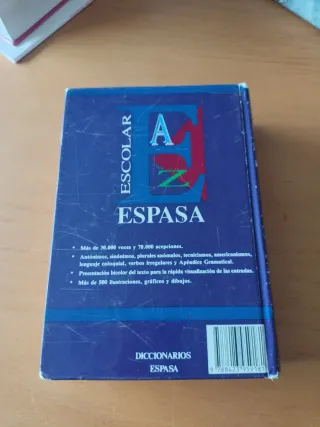 ESCOLAR
A
Z
ESPASA
• Más de 30.000 voces y 70.000 acepciones.
• Antónimos, sinónimos, plurales usionales, tecnicismos, americanismos,
lenguaje coloquial, verbos irregulares y Apéndice Gramatical.
• Presentación bicolor del texto para la rápida visualización de las entradas.
• Más de 500 ilustraciones, gráficos y dibujos.
DICCIONARIOS
ESPASA